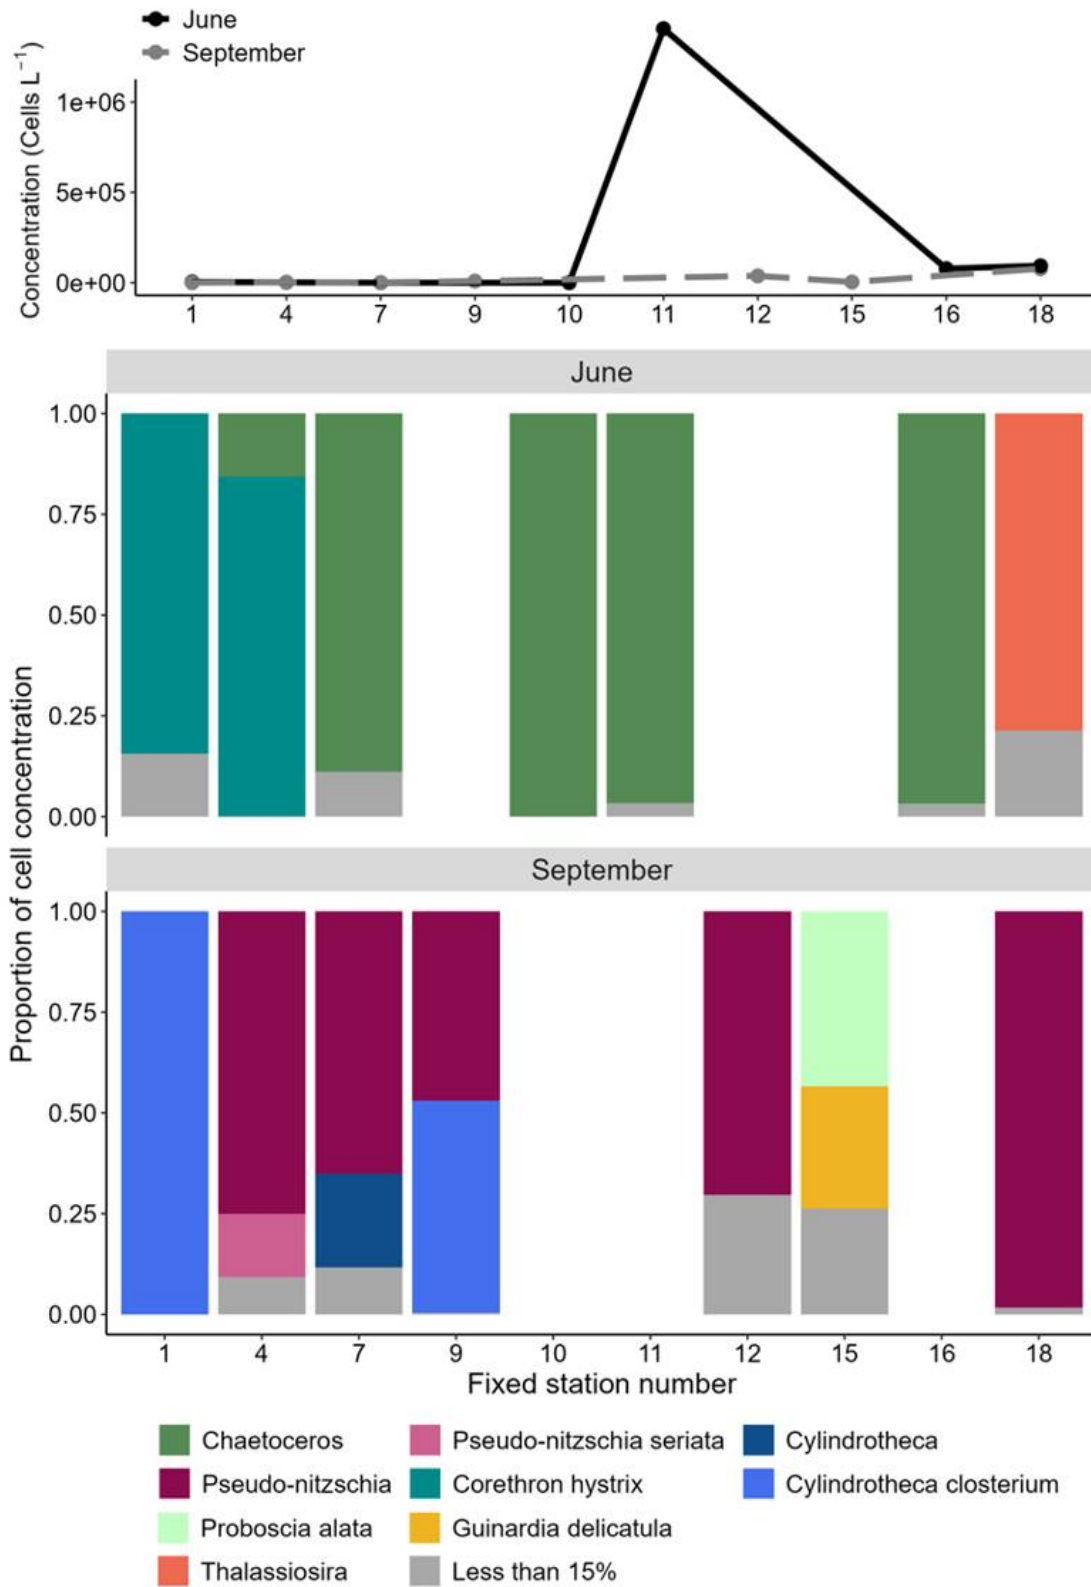 June
September
Concentration (Cells L⁻¹)
1e+06
5e+05
0e+00
1 4 7 9 10 11 12 15 16 18
June
Proportion of cell concentration
1.00
0.75
0.50
0.25
0.00
September
1.00
0.75
0.50
0.25
0.00
1 4 7 9 10 11 12 15 16 18
Fixed station number
Chaetoceros Pseudo-nitzschia seriata Cylindrotheca
Pseudo-nitzschia Corethron hystrix Cylindrotheca closterium
Proboscia alata Guinardia delicatula
Thalassiosira Less than 15%